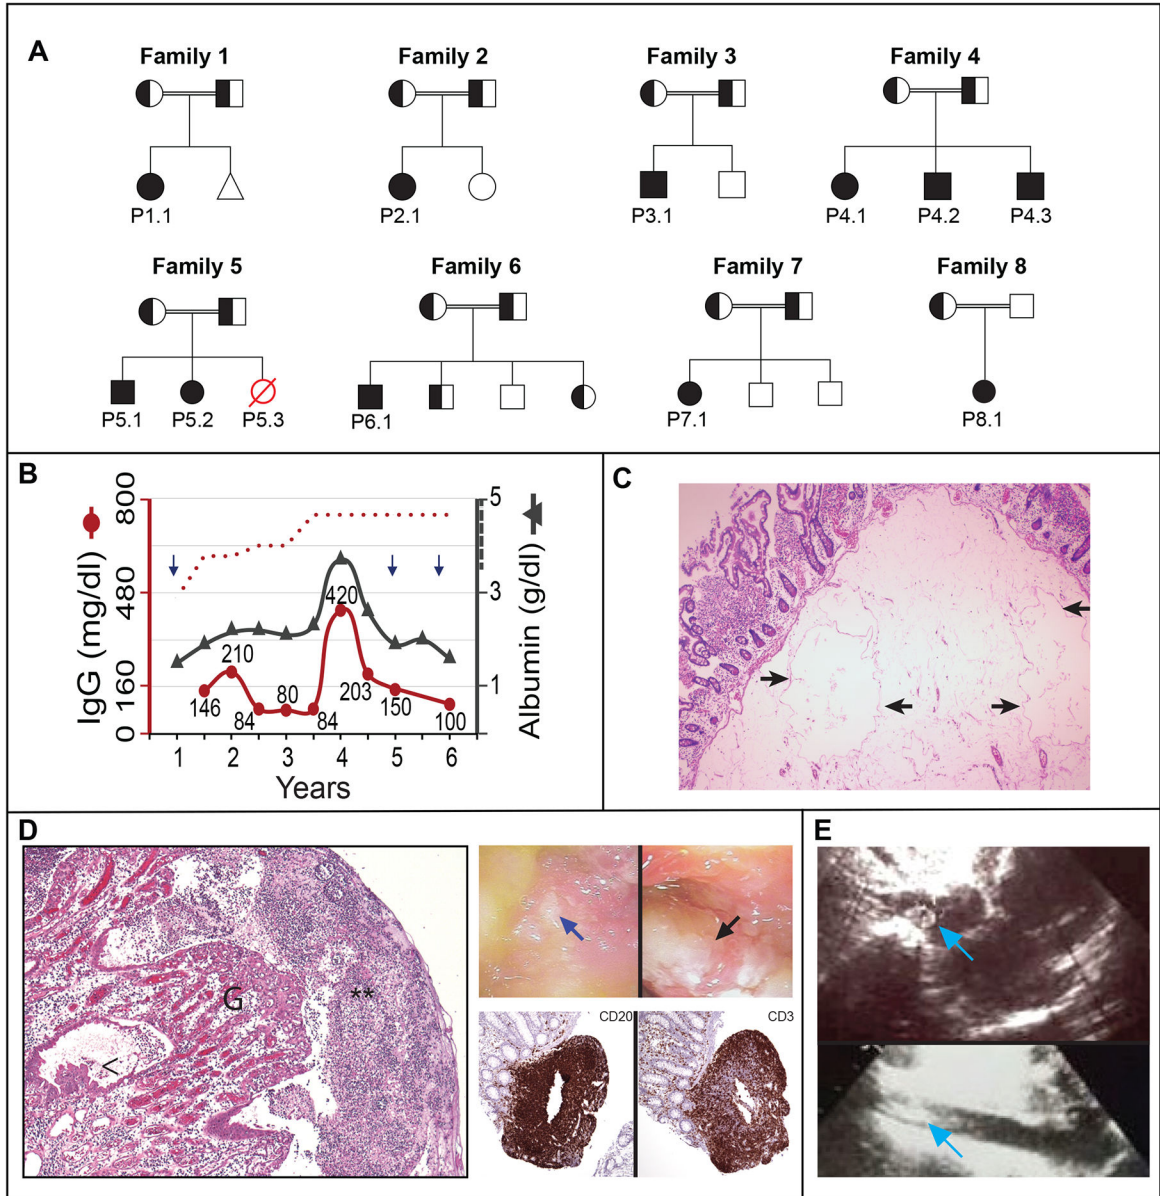 A
Family 1
Family 2
Family 3
Family 4
P1.1
P2.1
P3.1
P4.1
P4.2
P4.3
Family 5
Family 6
Family 7
Family 8
P5.1
P5.2
P5.3
P6.1
P7.1
P8.1
B
IgG (mg/dl)
800
480
160
0
5
3
1
Albumin (g/dl)
146
210
84
80
84
420
203
150
100
1 2 3 4 5 6
Years
C
D
G
**
<
CD20
CD3
E